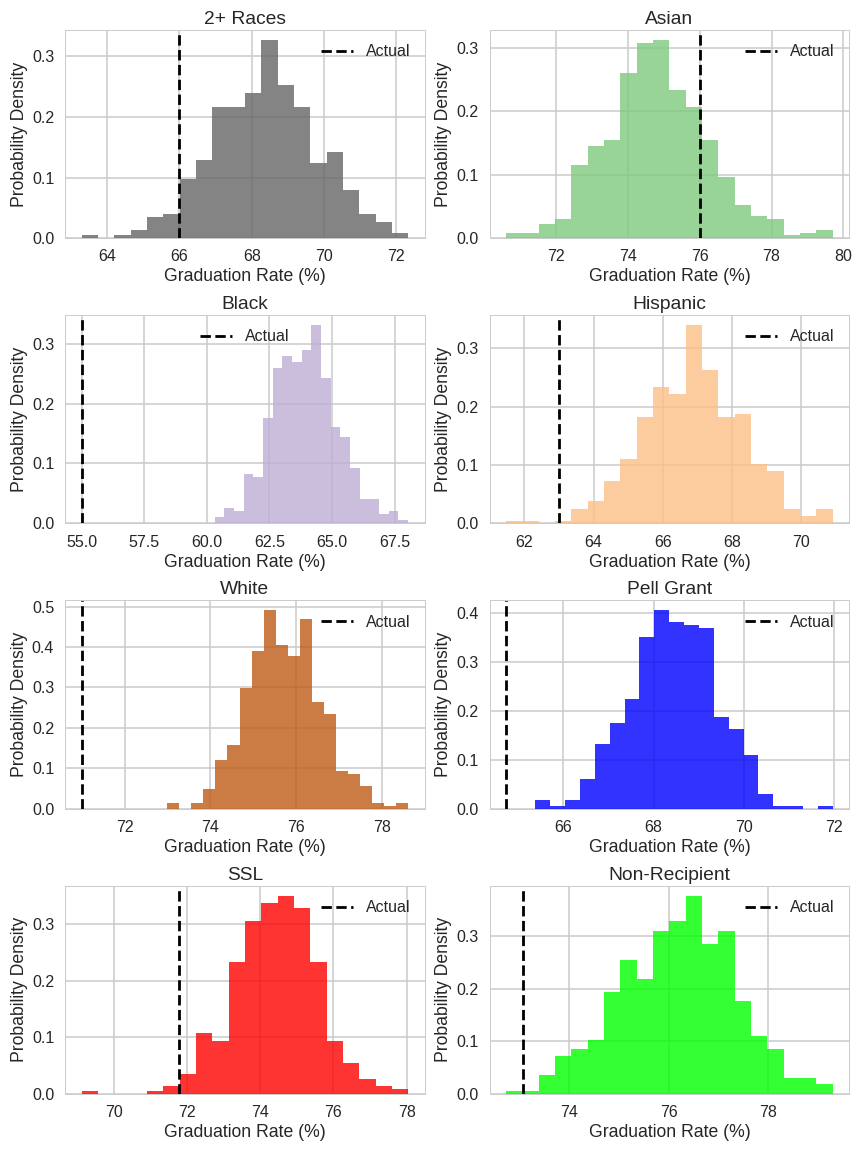 2+ Races
Probability Density
0.3
0.2
0.1
0.0
Actual
64 66 68 70 72
Graduation Rate (%)
Asian
Probability Density
0.3
0.2
0.1
0.0
Actual
72 74 76 78 80
Graduation Rate (%)
Black
Probability Density
0.3
0.2
0.1
0.0
Actual
55.0 57.5 60.0 62.5 65.0 67.5
Graduation Rate (%)
Hispanic
Probability Density
0.3
0.2
0.1
0.0
Actual
62 64 66 68 70
Graduation Rate (%)
White
Probability Density
0.5
0.4
0.3
0.2
0.1
0.0
Actual
72 74 76 78
Graduation Rate (%)
Pell Grant
Probability Density
0.4
0.3
0.2
0.1
0.0
Actual
66 68 70 72
Graduation Rate (%)
SSL
Probability Density
0.3
0.2
0.1
0.0
Actual
70 72 74 76 78
Graduation Rate (%)
Non-Recipient
Probability Density
0.3
0.2
0.1
0.0
Actual
74 76 78
Graduation Rate (%)